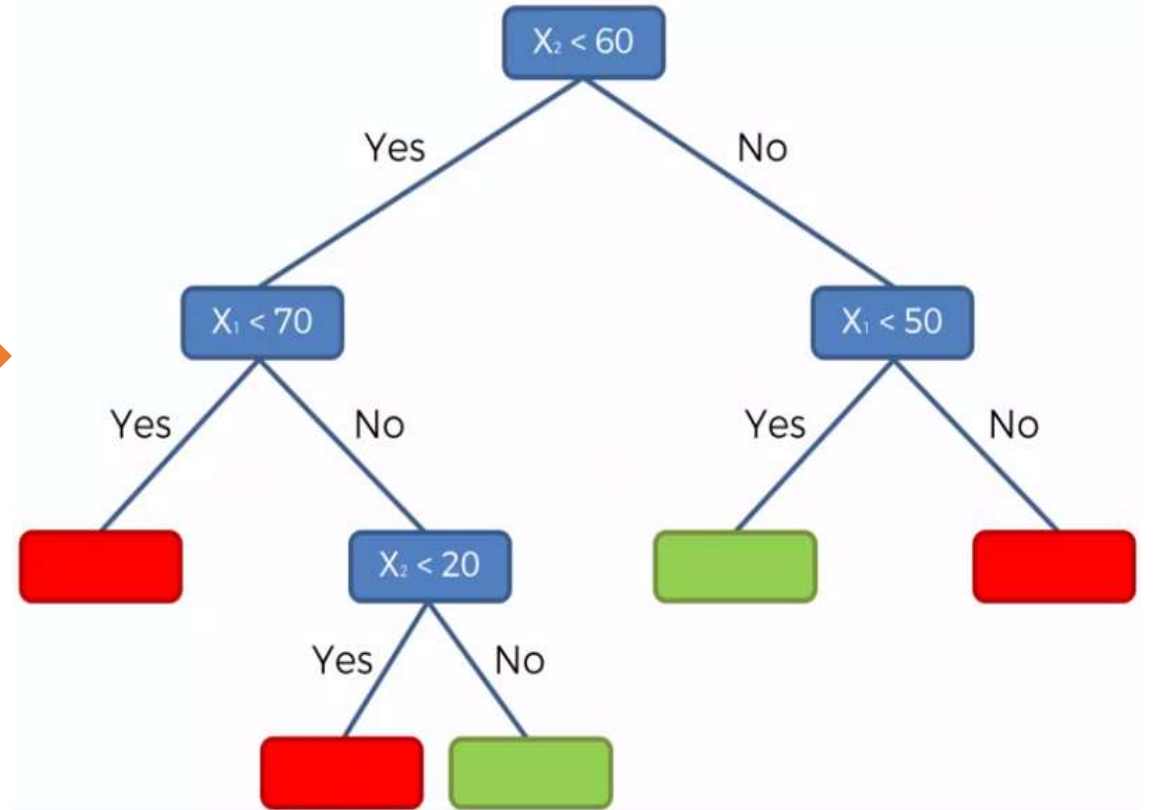 X₂ < 60
Yes
No
X₁ < 70
X₁ < 50
Yes
No
Yes
No
X₂ < 20
Yes
No